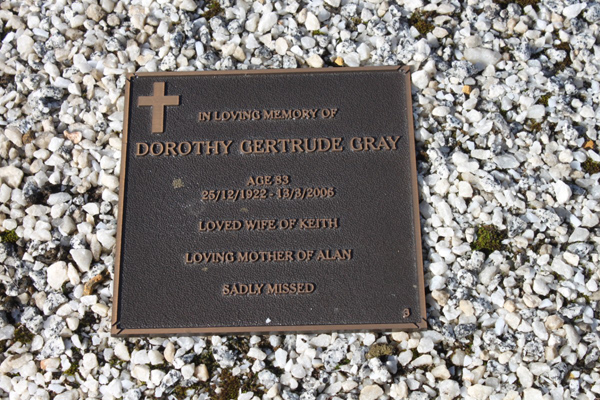 IN LOVING MEMORY OF
DOROTHY GERTRUDE GRAY
AGE 83
25/12/1922 - 13/3/2006
LOVED WIFE OF KEITH
LOVING MOTHER OF ALAN
SADLY MISSED